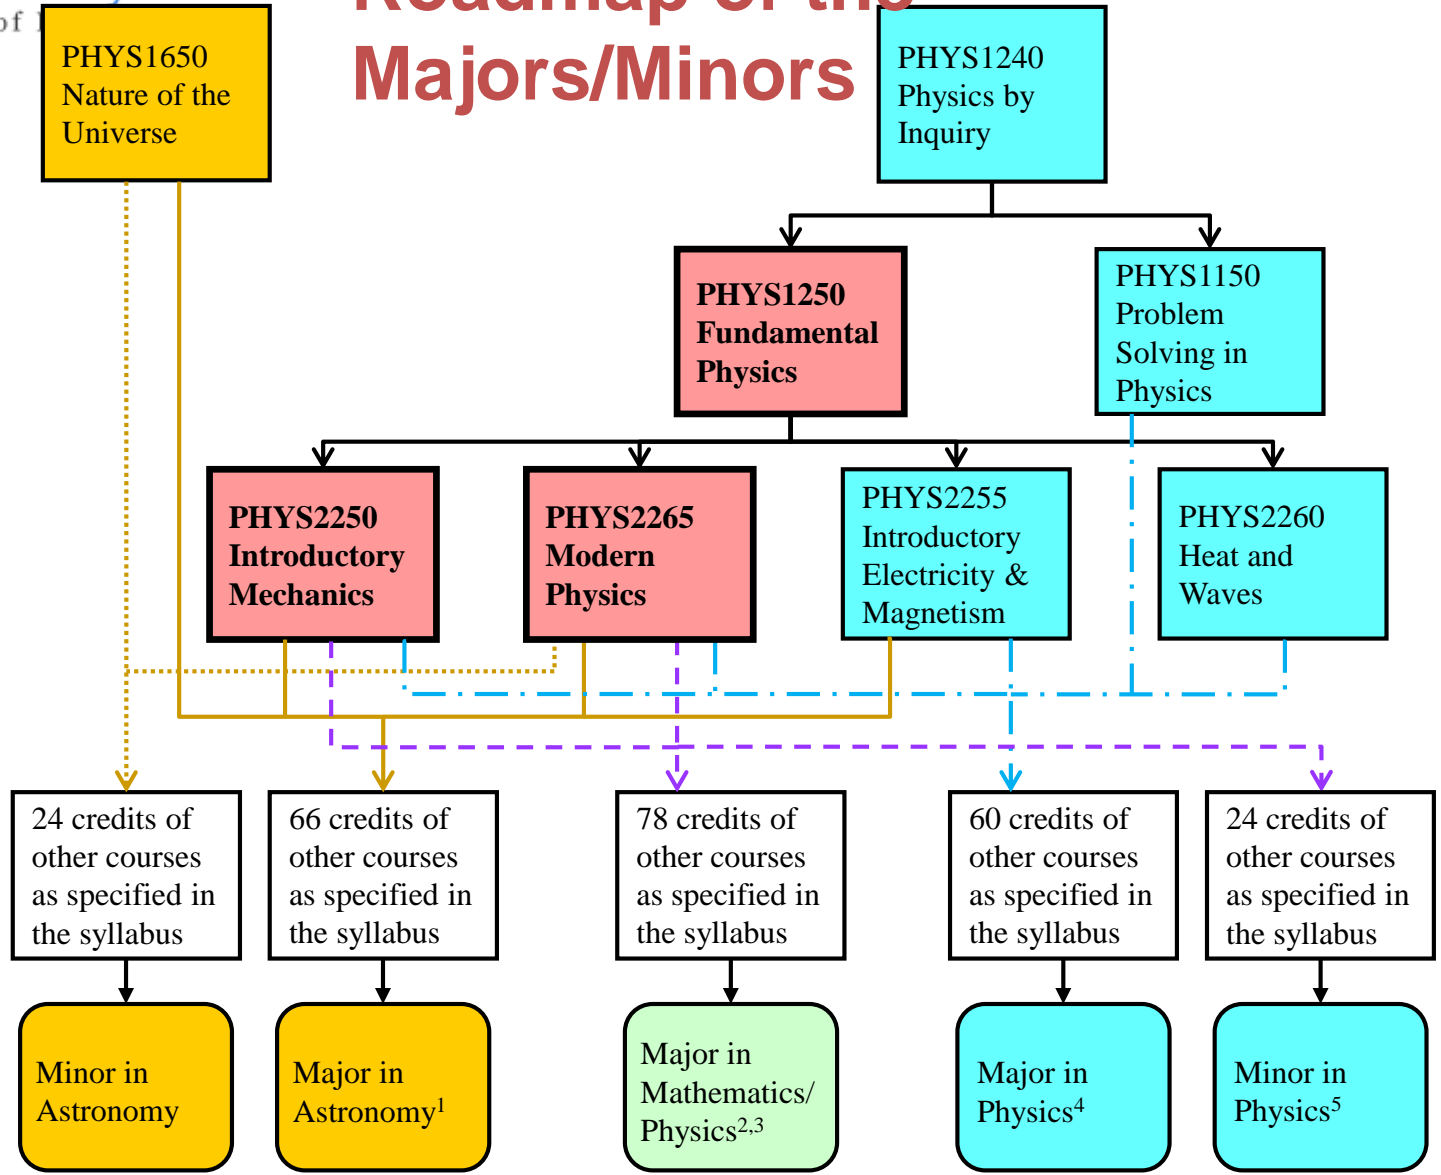 of
Roadmap of the
Majors/Minors
PHYS1650
Nature of the
Universe
PHYS1240
Physics by
Inquiry
PHYS1250
Fundamental
Physics
PHYS1150
Problem
Solving in
Physics
PHYS2250
Introductory
Mechanics
PHYS2265
Modern
Physics
PHYS2255
Introductory
Electricity &
Magnetism
PHYS2260
Heat and
Waves
24 credits of
other courses
as specified in
the syllabus
66 credits of
other courses
as specified in
the syllabus
78 credits of
other courses
as specified in
the syllabus
60 credits of
other courses
as specified in
the syllabus
24 credits of
other courses
as specified in
the syllabus
Minor in
Astronomy
Major in
Astronomy¹
Major in
Mathematics/
Physics²,³
Major in
Physics⁴
Minor in
Physics⁵